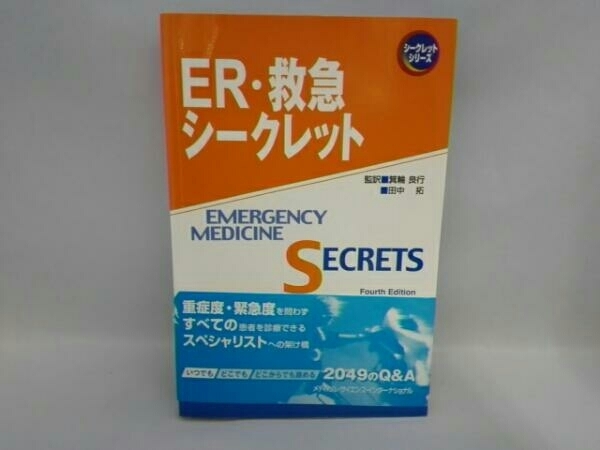 シークレット
シリーズ
ER・救急
シークレット
監訳■箕輪 良行
■田中 拓
EMERGENCY
MEDICINE
SECRETS
Fourth Edition
重症度・緊急度を問わず
すべての患者を診療できる
スペシャリストへの架け橋
いつでも/どこでも/どこからでも読める
2049のQ&A
メディカル・サイエンス・インターナショナル